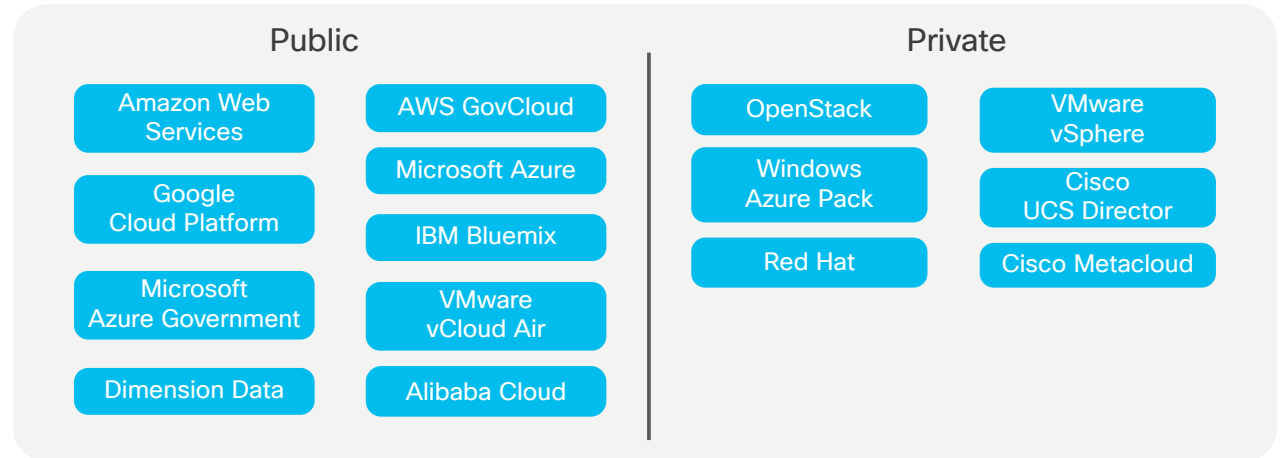 Public
Amazon Web
Services
Google
Cloud Platform
Microsoft
Azure Government
Dimension Data
AWS GovCloud
Microsoft Azure
IBM Bluemix
VMware
vCloud Air
Alibaba Cloud
Private
OpenStack
Windows
Azure Pack
Red Hat
VMware
vSphere
Cisco
UCS Director
Cisco Metacloud